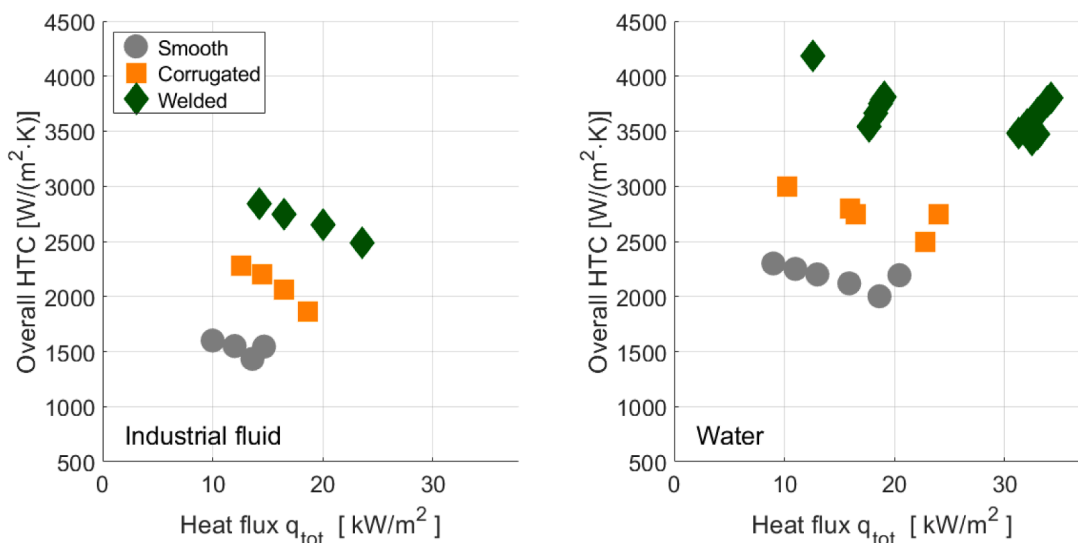 4500
4000
3500
3000
2500
2000
1500
1000
500
0
10
20
30
Overall HTC [W/(m²·K)]
Heat flux q_tot [ kW/m² ]
Smooth
Corrugated
Welded
Industrial fluid
4500
4000
3500
3000
2500
2000
1500
1000
500
0
10
20
30
Overall HTC [W/(m²·K)]
Heat flux q_tot [ kW/m² ]
Water